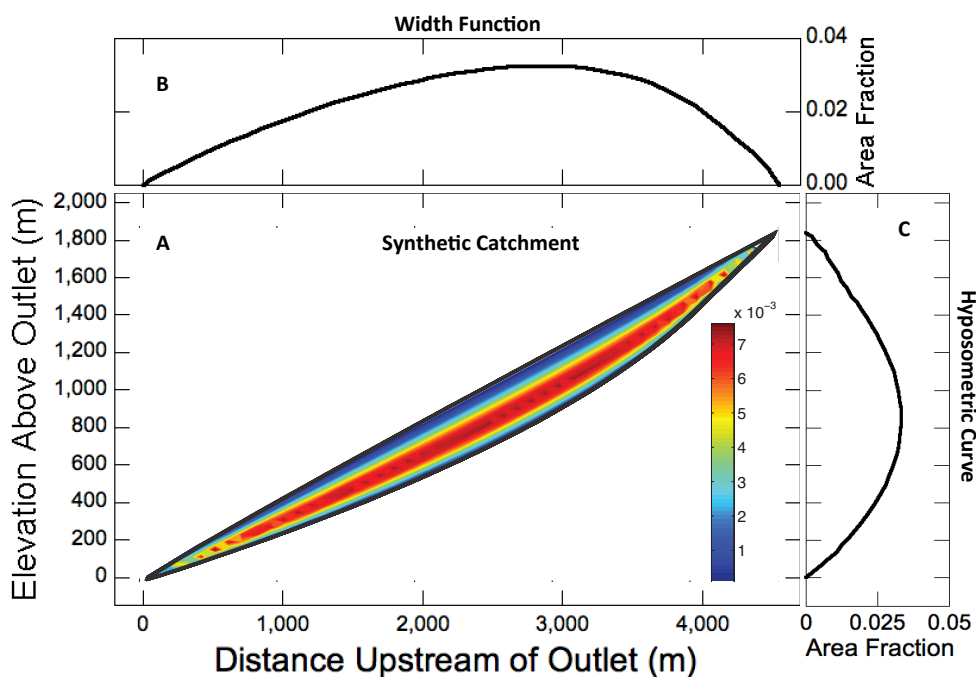 Width Function
B
0.04
0.02
0.00
Area Fraction
2,000
1,800
1,600
1,400
1,200
1,000
800
600
400
200
0
Elevation Above Outlet (m)
A
Synthetic Catchment
x 10⁻³
7
6
5
4
3
2
1
0
1,000
2,000
3,000
4,000
Distance Upstream of Outlet (m)
C
Hyposometric Curve
0
0.025
0.05
Area Fraction